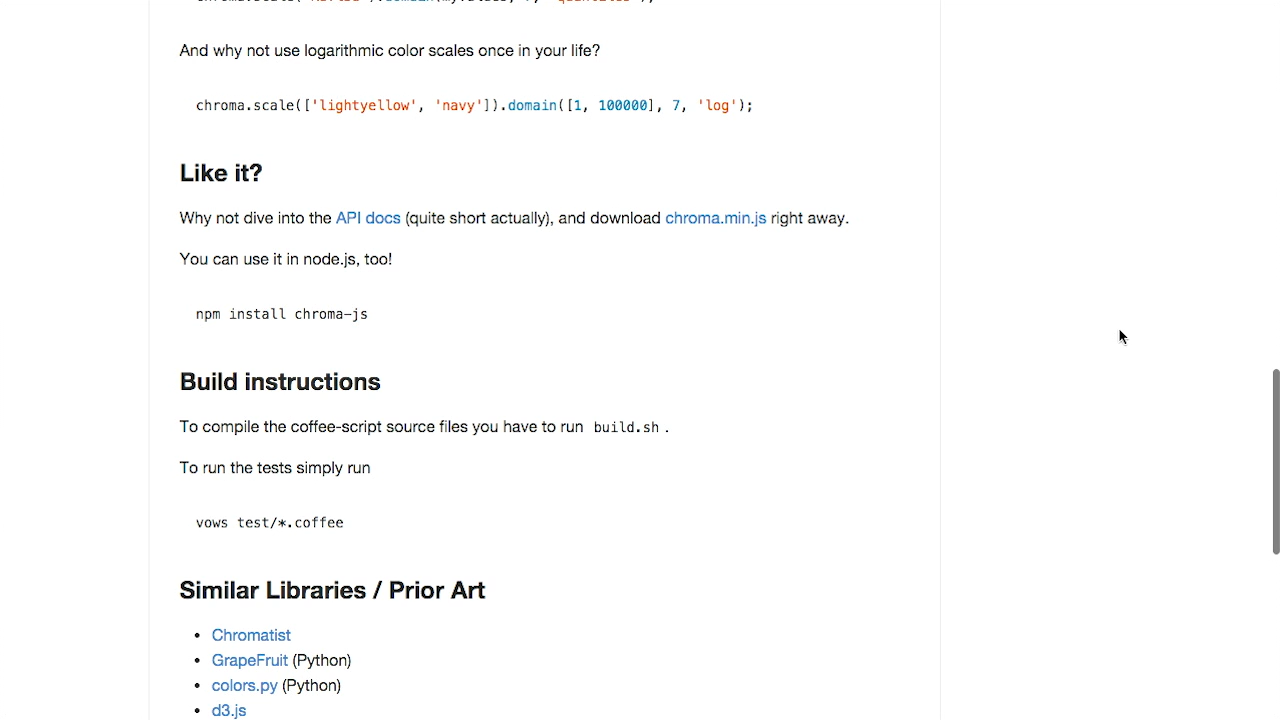 And why not use logarithmic color scales once in your life?
chroma.scale(['lightyellow', 'navy']).domain([1, 100000], 7, 'log');
Like it?
Why not dive into the API docs (quite short actually), and download chroma.min.js right away.
You can use it in node.js, too!
npm install chroma-js
Build instructions
To compile the coffee-script source files you have to run build.sh .
To run the tests simply run
vows test/*.coffee
Similar Libraries / Prior Art
• Chromatist
• GrapeFruit (Python)
• colors.py (Python)
• d3.js